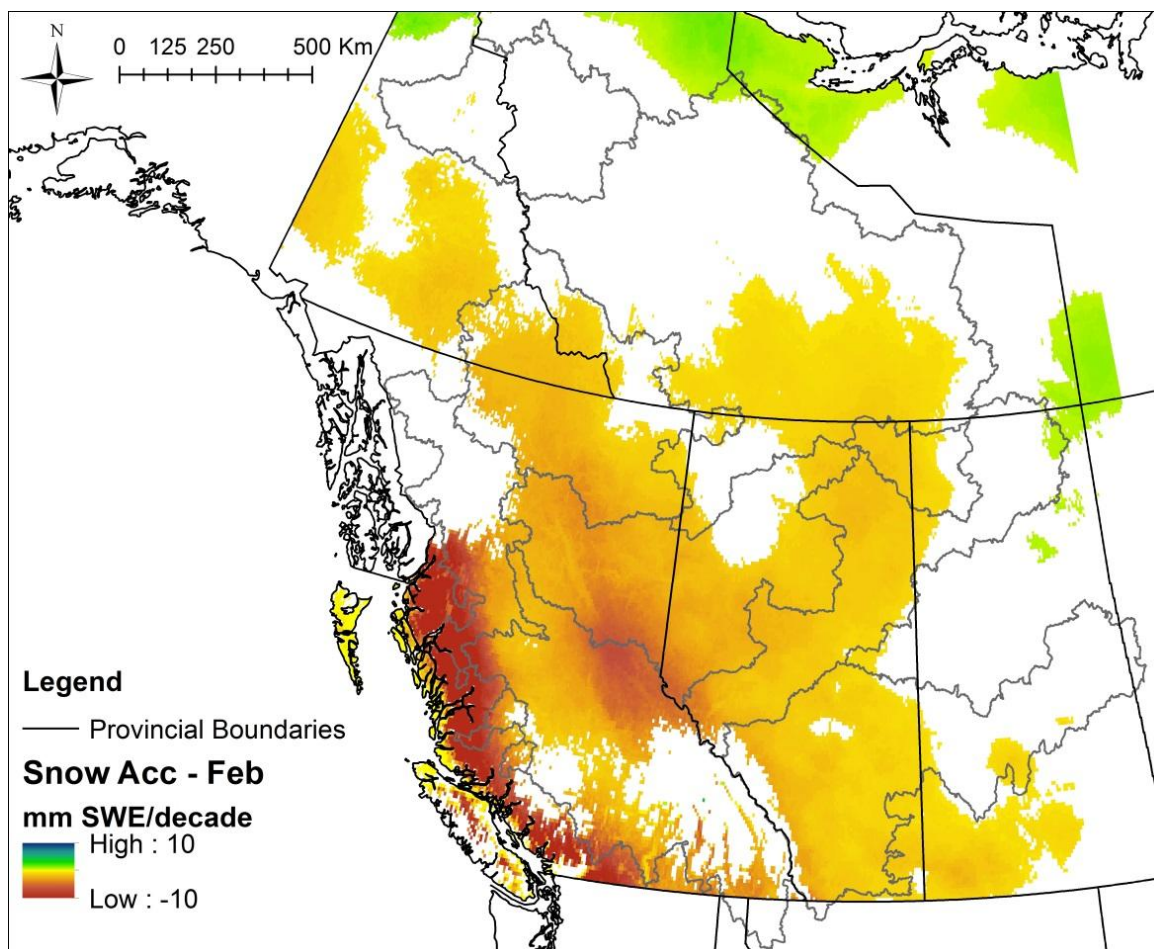 N
0 125 250 500 Km
Legend
Provincial Boundaries
Snow Acc - Feb
mm SWE/decade
High : 10
Low : -10